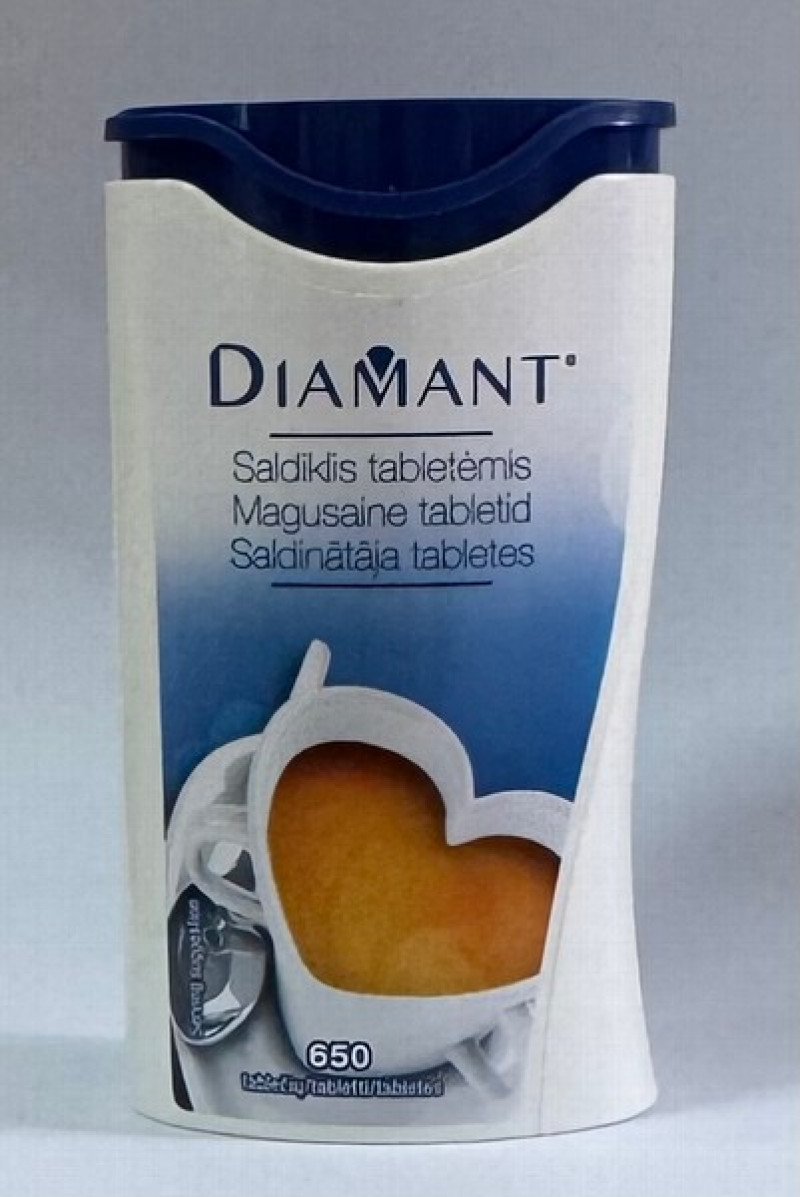 DIAMANT
Saldiklis tabletėmis
Magusaine tabletid
Saldinātāja tabletes
650